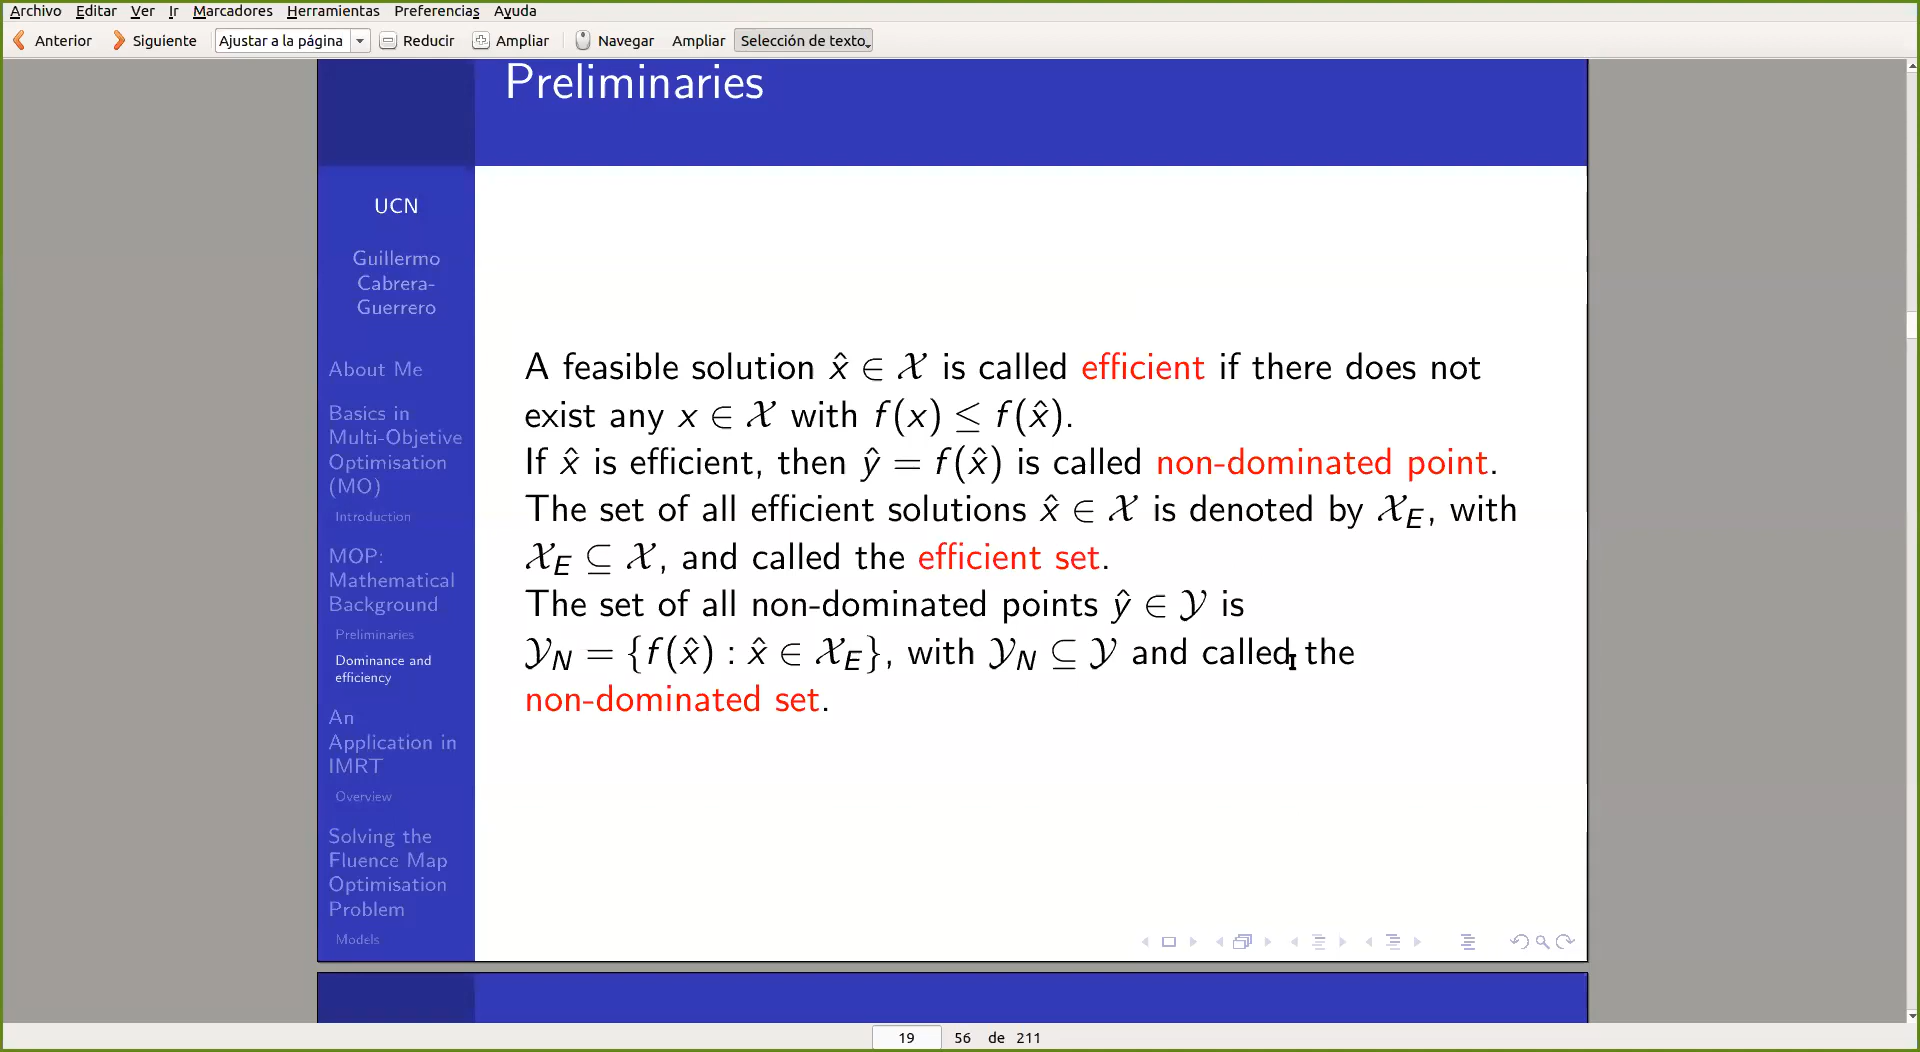 Archivo Editar Ver Ir Marcadores Herramientas Preferencias Ayuda
Anterior Siguiente Ajustar a la página Reducir Ampliar Navegar Ampliar Selección de texto
Preliminaries
UCN
Guillermo
Cabrera-
Guerrero
About Me
Basics in
Multi-Objetive
Optimisation
(MO)
Introduction
MOP:
Mathematical
Background
Preliminaries
Dominance and
efficiency
An
Application in
IMRT
Overview
Solving the
Fluence Map
Optimisation
Problem
Models
A feasible solution x̂ ∈ 𝒳 is called efficient if there does not
exist any x ∈ 𝒳 with f(x) ≤ f(x̂).
If x̂ is efficient, then ŷ = f(x̂) is called non-dominated point.
The set of all efficient solutions x̂ ∈ 𝒳 is denoted by 𝒳_E, with
𝒳_E ⊆ 𝒳, and called the efficient set.
The set of all non-dominated points ŷ ∈ 𝒴 is
𝒴_N = {f(x̂) : x̂ ∈ 𝒳_E}, with 𝒴_N ⊆ 𝒴 and called the
non-dominated set.
19 56 de 211